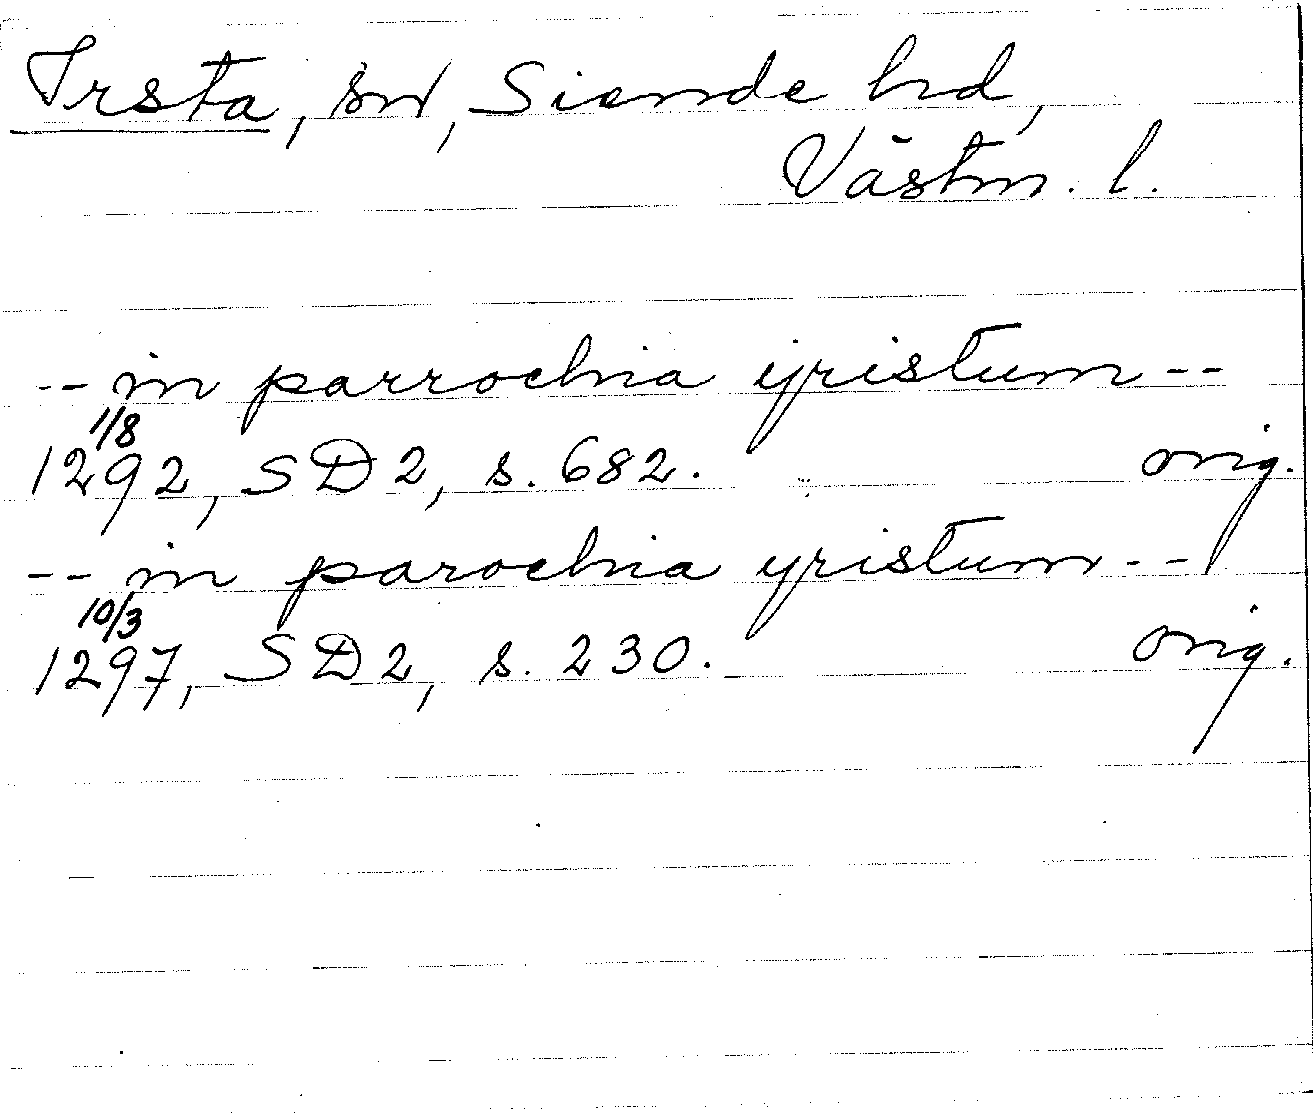 Irsta, sn, Siende hd,
Västm. l.
-- in parrochia yristum --
1/8
1292, SD 2, s. 682. orig.
-- in parochia yristum --
10/3
1297, SD 2, s. 230. orig.